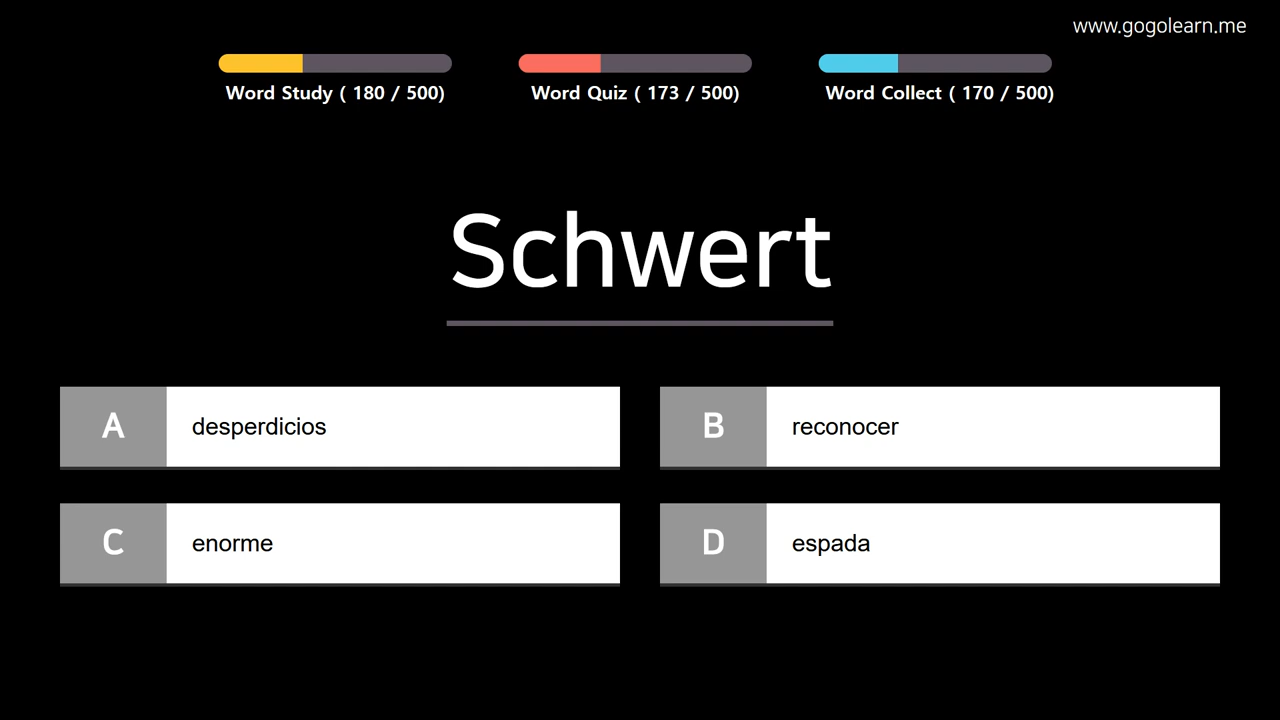 www.gogolearn.me
Word Study ( 180 / 500)
Word Quiz ( 173 / 500)
Word Collect ( 170 / 500)
Schwert
A desperdicios
B reconocer
C enorme
D espada